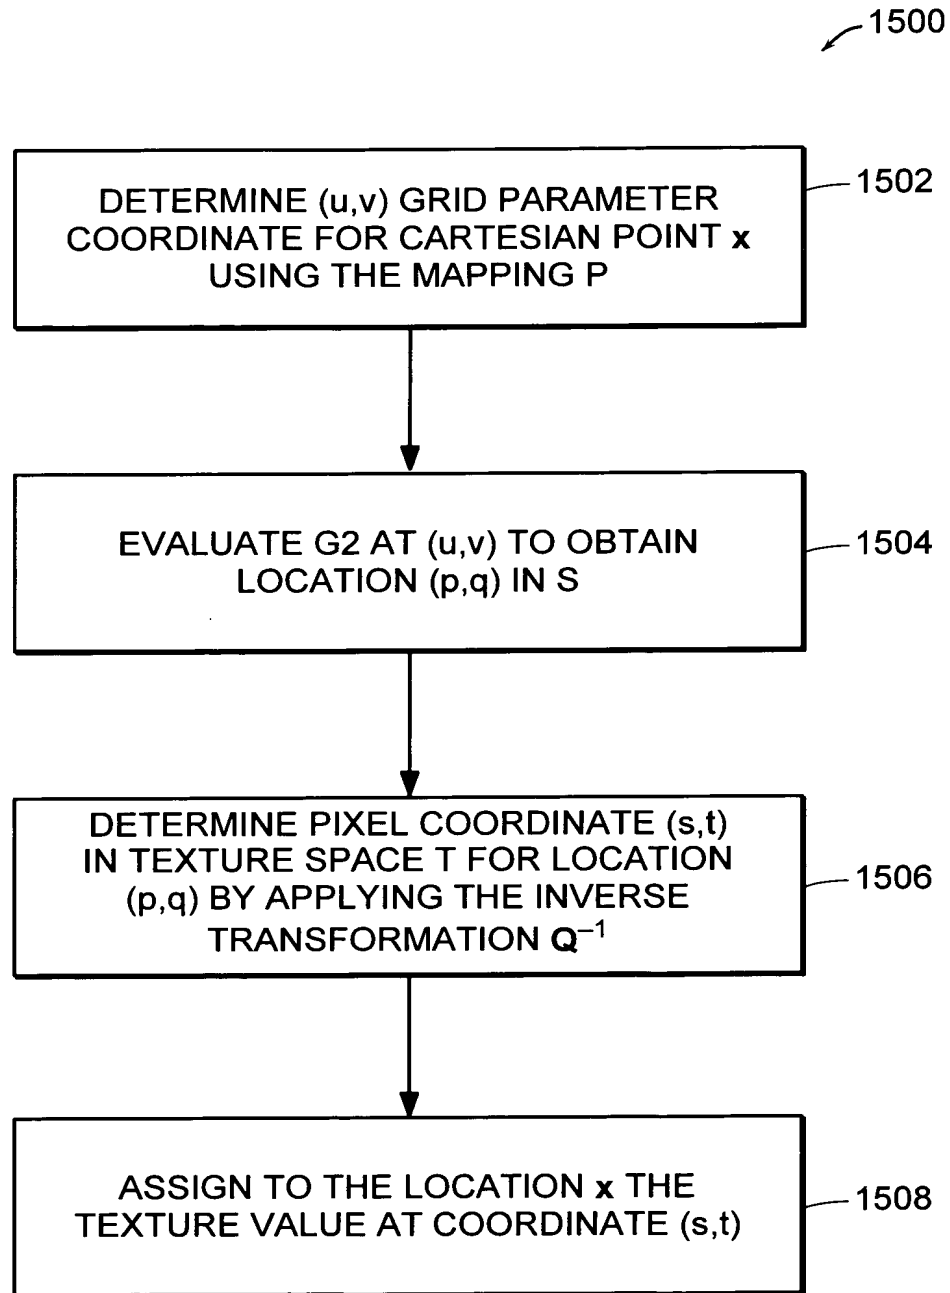 1500
DETERMINE (u,v) GRID PARAMETER
COORDINATE FOR CARTESIAN POINT x
USING THE MAPPING P
1502
EVALUATE G2 AT (u,v) TO OBTAIN
LOCATION (p,q) IN S
1504
DETERMINE PIXEL COORDINATE (s,t)
IN TEXTURE SPACE T FOR LOCATION
(p,q) BY APPLYING THE INVERSE
TRANSFORMATION Q⁻¹
1506
ASSIGN TO THE LOCATION x THE
TEXTURE VALUE AT COORDINATE (s,t)
1508